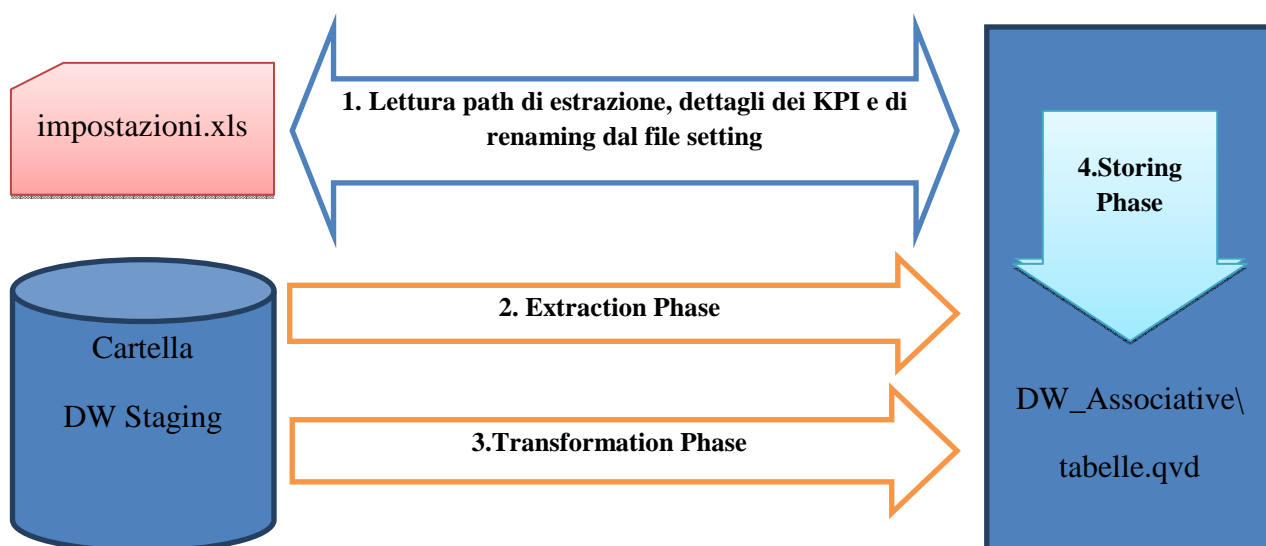 impostazioni.xls
1. Lettura path di estrazione, dettagli dei KPI e di
renaming dal file setting
4.Storing
Phase
2. Extraction Phase
Cartella
DW Staging
3.Transformation Phase
DW_Associative\
tabelle.qvd